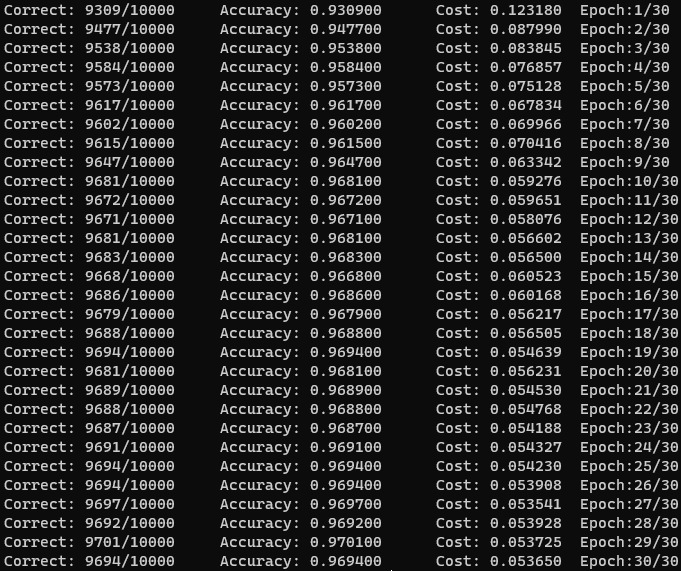 Correct: 9309/10000 Accuracy: 0.930900 Cost: 0.123180 Epoch:1/30
Correct: 9477/10000 Accuracy: 0.947700 Cost: 0.087990 Epoch:2/30
Correct: 9538/10000 Accuracy: 0.953800 Cost: 0.083845 Epoch:3/30
Correct: 9584/10000 Accuracy: 0.958400 Cost: 0.076857 Epoch:4/30
Correct: 9573/10000 Accuracy: 0.957300 Cost: 0.075128 Epoch:5/30
Correct: 9617/10000 Accuracy: 0.961700 Cost: 0.067834 Epoch:6/30
Correct: 9602/10000 Accuracy: 0.960200 Cost: 0.069966 Epoch:7/30
Correct: 9615/10000 Accuracy: 0.961500 Cost: 0.070416 Epoch:8/30
Correct: 9647/10000 Accuracy: 0.964700 Cost: 0.063342 Epoch:9/30
Correct: 9681/10000 Accuracy: 0.968100 Cost: 0.059276 Epoch:10/30
Correct: 9672/10000 Accuracy: 0.967200 Cost: 0.059651 Epoch:11/30
Correct: 9671/10000 Accuracy: 0.967100 Cost: 0.058076 Epoch:12/30
Correct: 9681/10000 Accuracy: 0.968100 Cost: 0.056602 Epoch:13/30
Correct: 9683/10000 Accuracy: 0.968300 Cost: 0.056500 Epoch:14/30
Correct: 9668/10000 Accuracy: 0.966800 Cost: 0.060523 Epoch:15/30
Correct: 9686/10000 Accuracy: 0.968600 Cost: 0.060168 Epoch:16/30
Correct: 9679/10000 Accuracy: 0.967900 Cost: 0.056217 Epoch:17/30
Correct: 9688/10000 Accuracy: 0.968800 Cost: 0.056505 Epoch:18/30
Correct: 9694/10000 Accuracy: 0.969400 Cost: 0.054639 Epoch:19/30
Correct: 9681/10000 Accuracy: 0.968100 Cost: 0.056231 Epoch:20/30
Correct: 9689/10000 Accuracy: 0.968900 Cost: 0.054530 Epoch:21/30
Correct: 9688/10000 Accuracy: 0.968800 Cost: 0.054768 Epoch:22/30
Correct: 9687/10000 Accuracy: 0.968700 Cost: 0.054188 Epoch:23/30
Correct: 9691/10000 Accuracy: 0.969100 Cost: 0.054327 Epoch:24/30
Correct: 9694/10000 Accuracy: 0.969400 Cost: 0.054230 Epoch:25/30
Correct: 9694/10000 Accuracy: 0.969400 Cost: 0.053908 Epoch:26/30
Correct: 9697/10000 Accuracy: 0.969700 Cost: 0.053541 Epoch:27/30
Correct: 9692/10000 Accuracy: 0.969200 Cost: 0.053928 Epoch:28/30
Correct: 9701/10000 Accuracy: 0.970100 Cost: 0.053725 Epoch:29/30
Correct: 9694/10000 Accuracy: 0.969400 Cost: 0.053650 Epoch:30/30